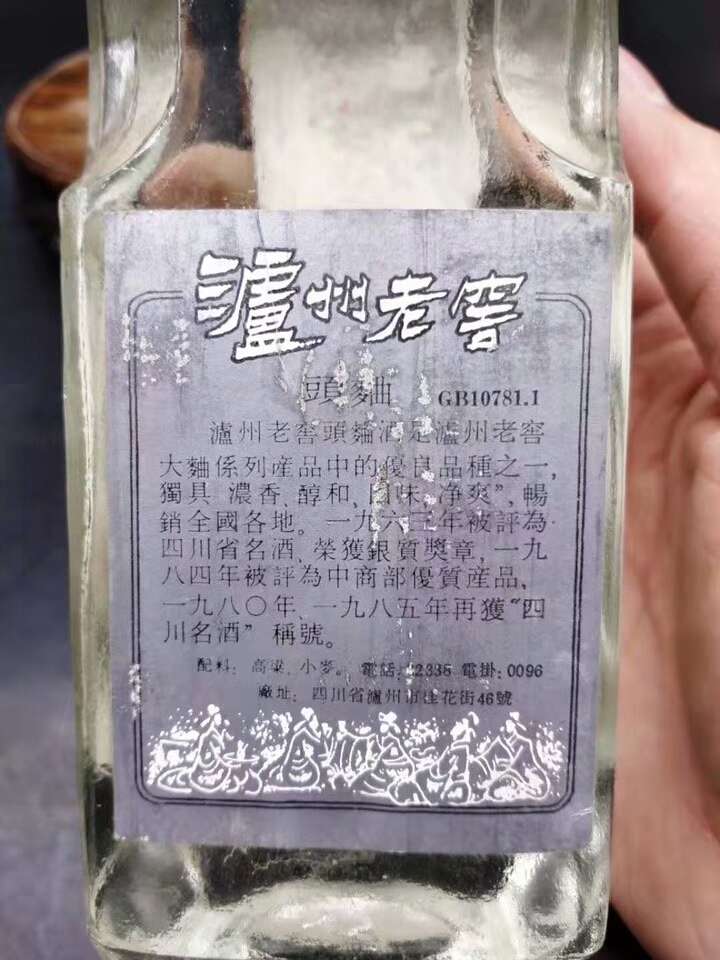 瀘州老窖
頭麯 GB10781.1
瀘州老窖頭麯酒是瀘州老窖
大麯係列産品中的優良品種之一,
獨具 濃香、醇和, 味 净爽”, 暢
銷全國各地。一九六三年被評為
四川省名酒, 榮獲銀質獎章, 一九
八四年被評為中商部優質産品,
一九八〇年、一九八五年再獲“四
川名酒” 稱號。
配料: 高粱, 小麥。 電話: 2335 電掛: 0096
廠址: 四川省瀘州市桂花街46號